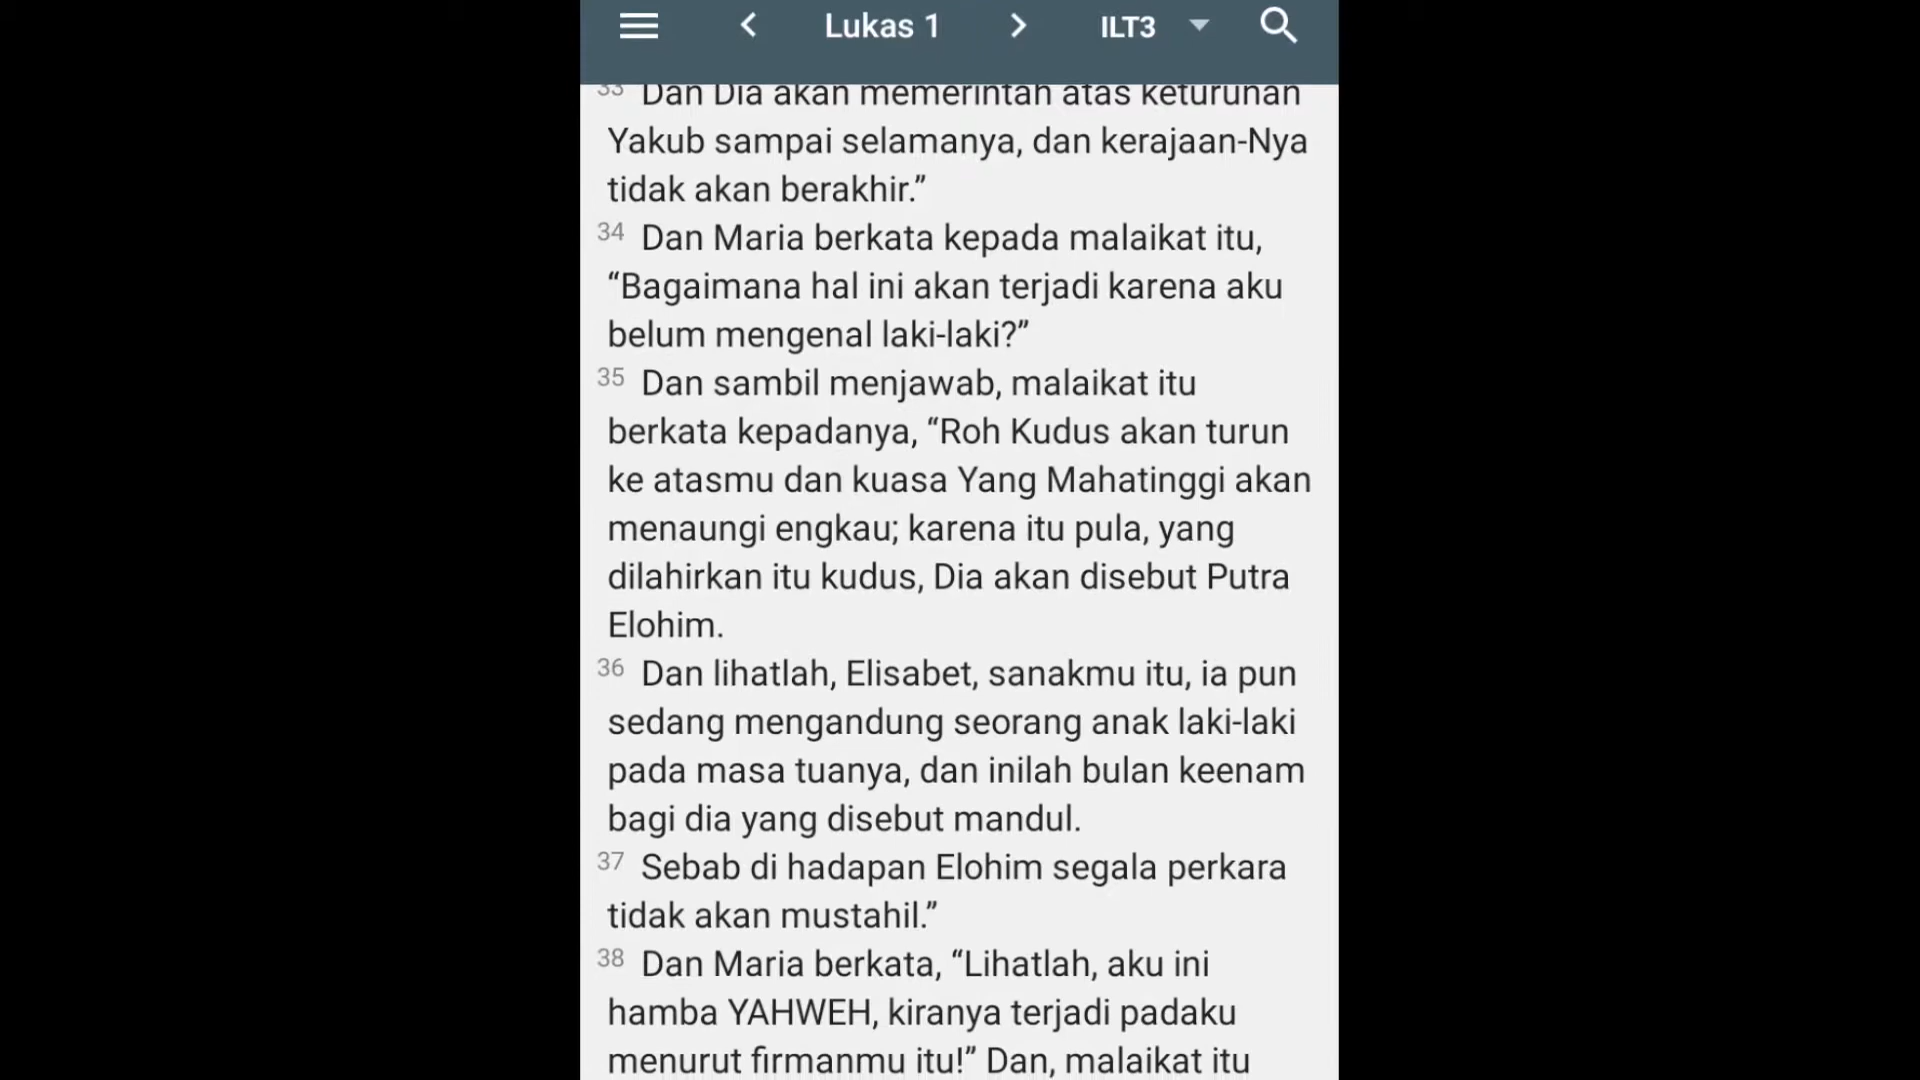 Lukas 1
ILT3
33 Dan Dia akan memerintah atas keturunan
Yakub sampai selamanya, dan kerajaan-Nya
tidak akan berakhir.”
34 Dan Maria berkata kepada malaikat itu,
“Bagaimana hal ini akan terjadi karena aku
belum mengenal laki-laki?”
35 Dan sambil menjawab, malaikat itu
berkata kepadanya, “Roh Kudus akan turun
ke atasmu dan kuasa Yang Mahatinggi akan
menaungi engkau; karena itu pula, yang
dilahirkan itu kudus, Dia akan disebut Putra
Elohim.
36 Dan lihatlah, Elisabet, sanakmu itu, ia pun
sedang mengandung seorang anak laki-laki
pada masa tuanya, dan inilah bulan keenam
bagi dia yang disebut mandul.
37 Sebab di hadapan Elohim segala perkara
tidak akan mustahil.”
38 Dan Maria berkata, “Lihatlah, aku ini
hamba YAHWEH, kiranya terjadi padaku
menurut firmanmu itu!” Dan, malaikat itu